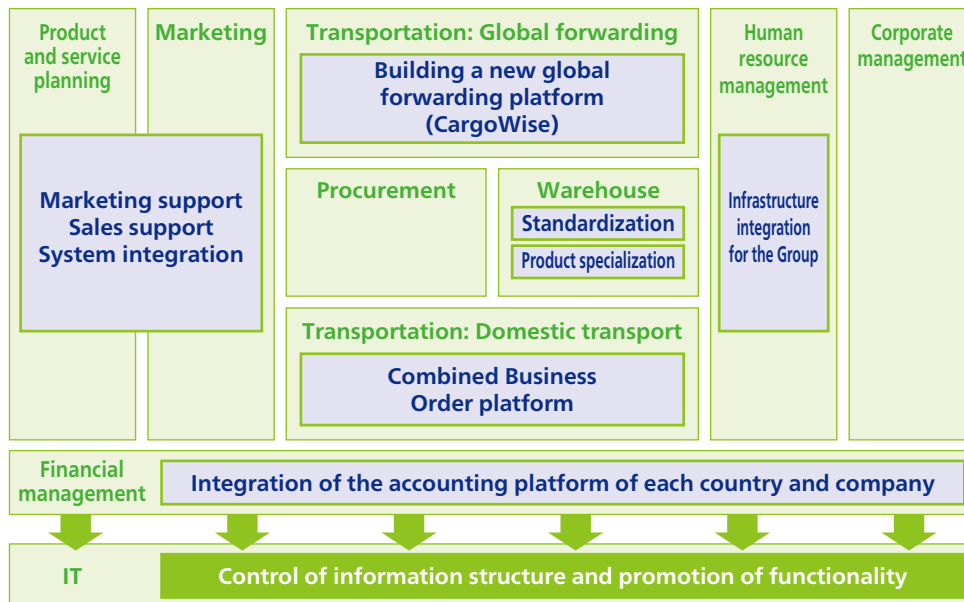 Product
and service
planning
Marketing
Marketing support
Sales support
System integration
Transportation: Global forwarding
Building a new global
forwarding platform
(CargoWise)
Procurement
Warehouse
Standardization
Product specialization
Transportation: Domestic transport
Combined Business
Order platform
Human
resource
management
Infrastructure
integration
for the Group
Corporate
management
Financial
management
Integration of the accounting platform of each country and company
IT
Control of information structure and promotion of functionality